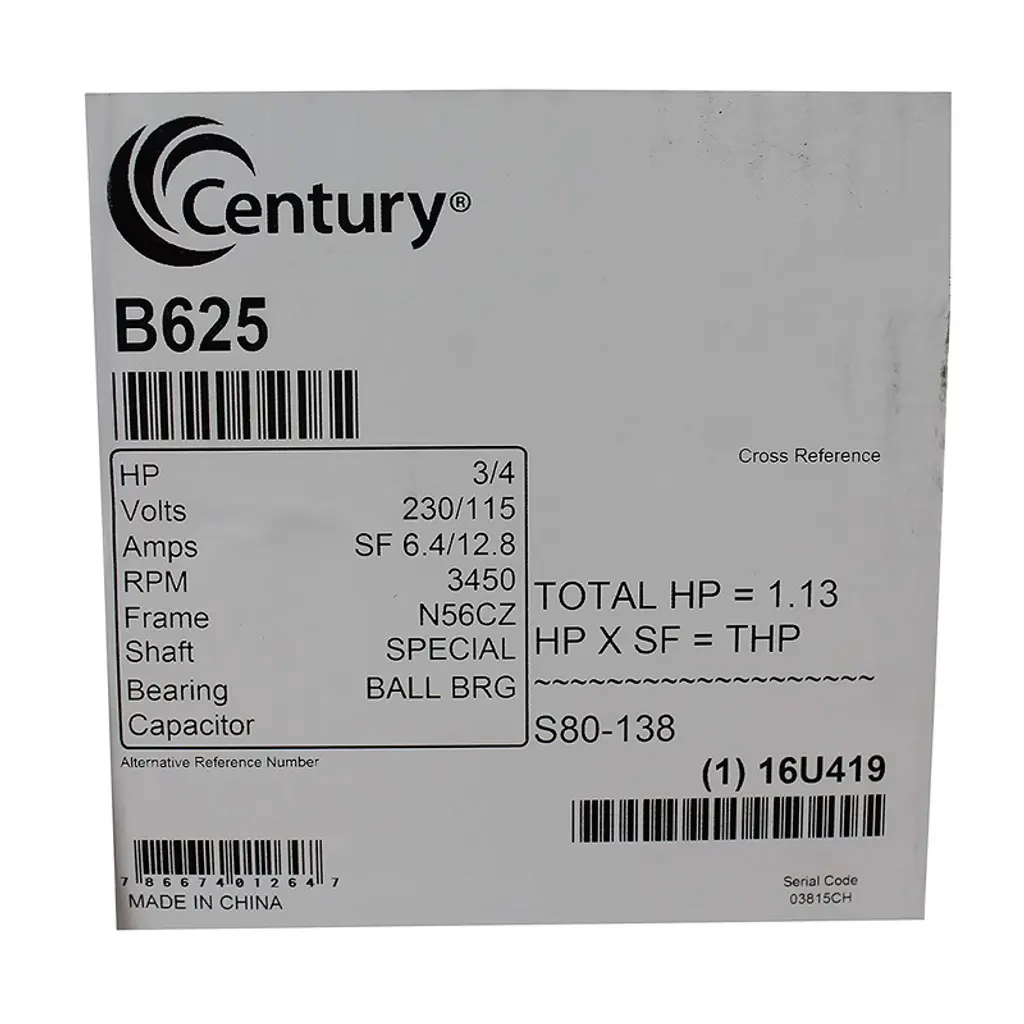 Century®
B625
HP 3/4
Volts 230/115
Amps SF 6.4/12.8
RPM 3450
Frame N56CZ
Shaft SPECIAL
Bearing BALL BRG
Capacitor
Alternative Reference Number
Cross Reference
TOTAL HP = 1.13
HP X SF = THP
~~~~~~~~~~~~~~~~~~~
S80-138
(1) 16U419
7 86674 01264 7
MADE IN CHINA
Serial Code
03815CH